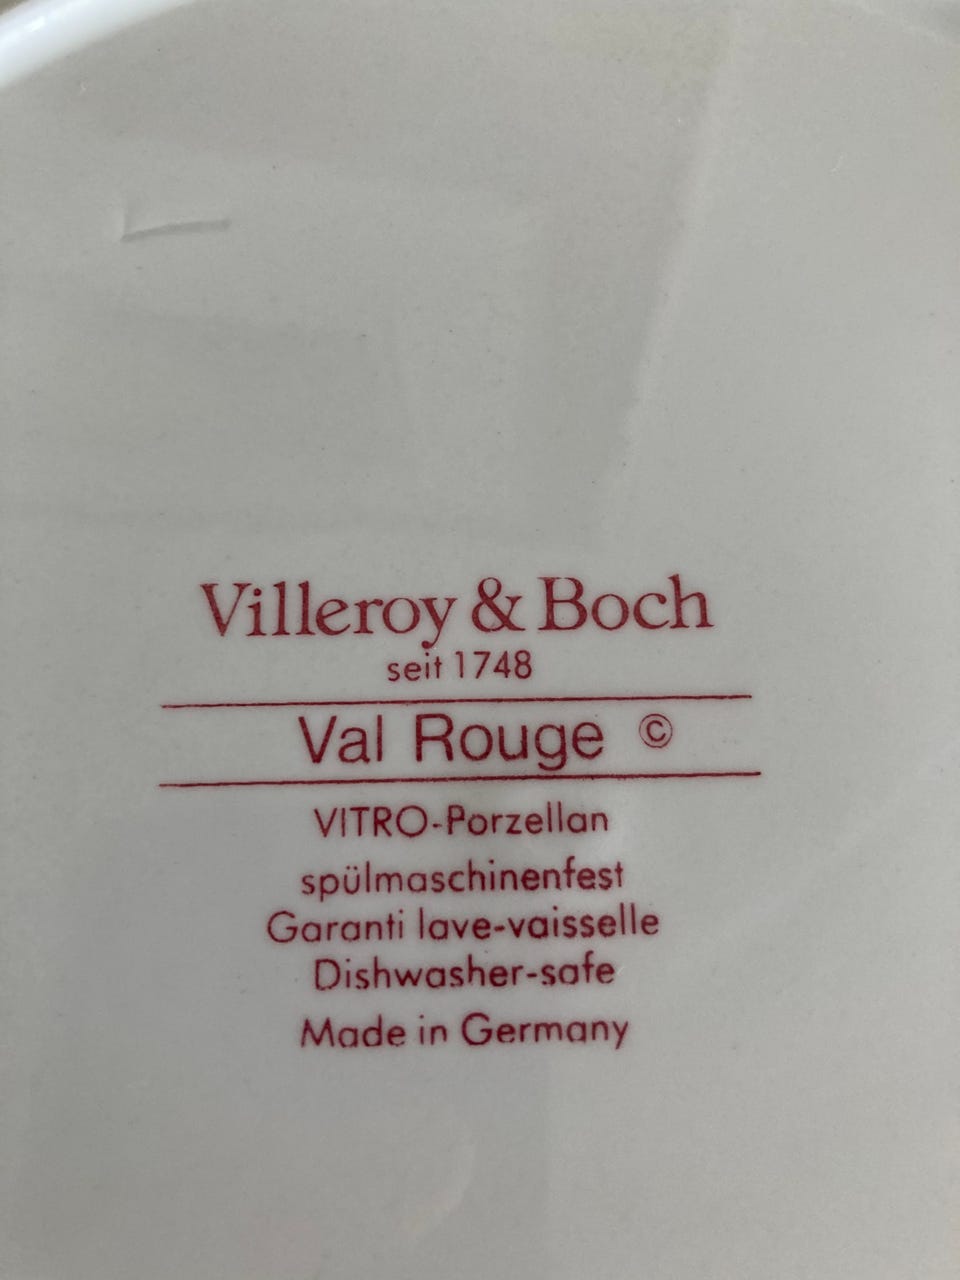 Villeroy & Boch
seit 1748
Val Rouge ©
VITRO-Porzellan
spülmaschinenfest
Garanti lave-vaisselle
Dishwasher-safe
Made in Germany